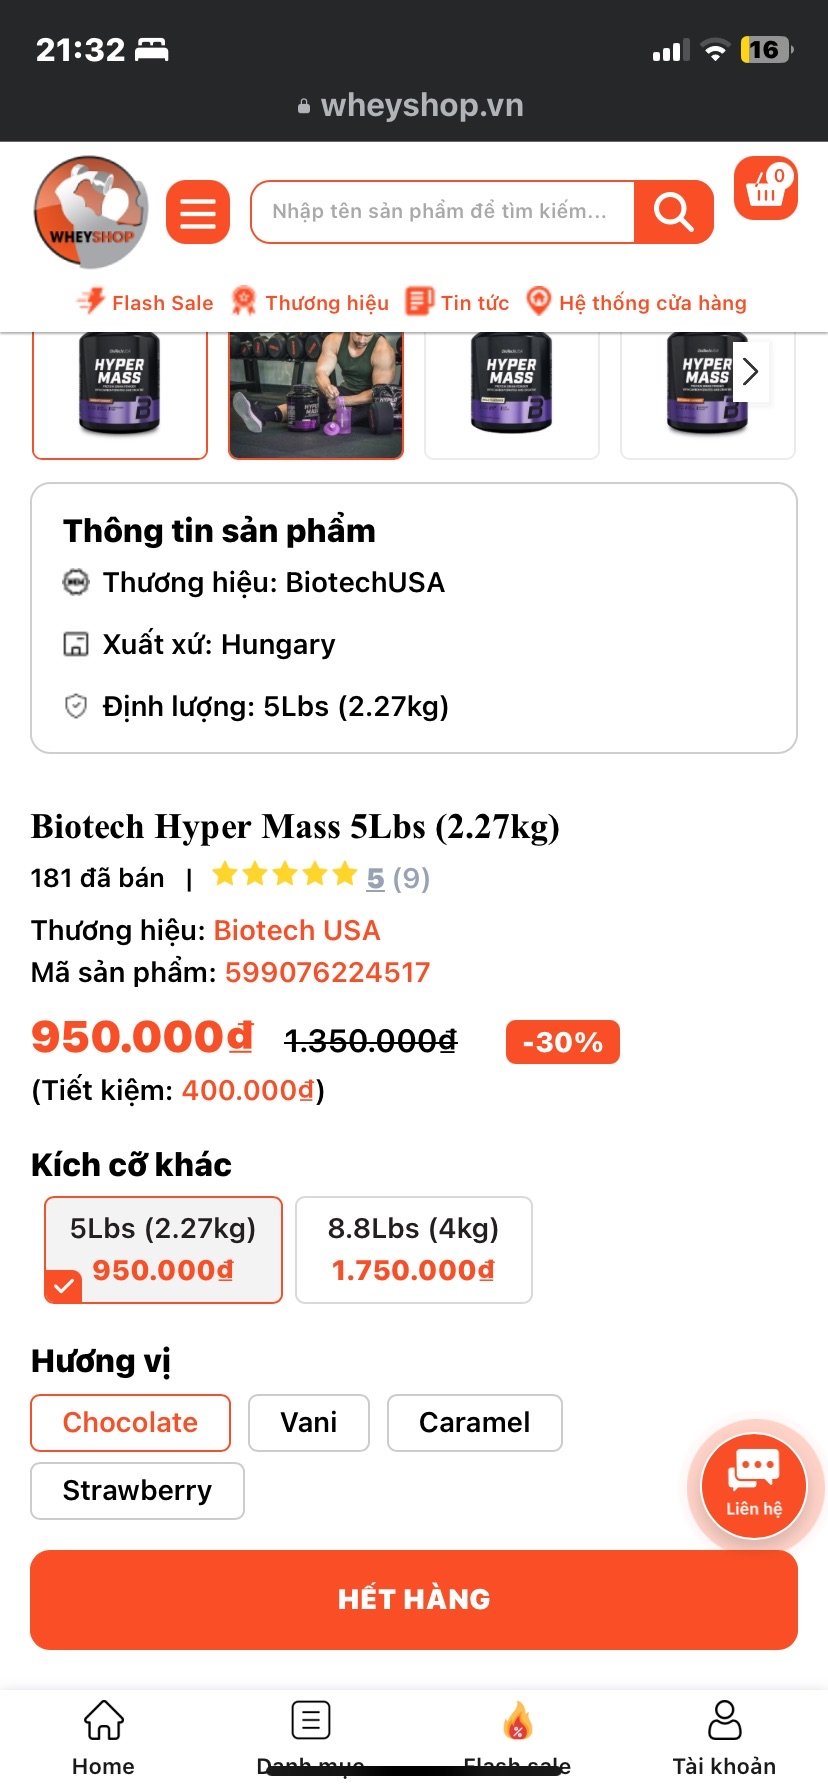 21:32
16
wheyshop.vn
WHEYSHOP
Nhập tên sản phẩm để tìm kiếm...
0
Flash Sale
Thương hiệu
Tin tức
Hệ thống cửa hàng
HYPER
MASS
HYPER
MASS
HYPER
MASS
Thông tin sản phẩm
Thương hiệu: BiotechUSA
Xuất xứ: Hungary
Định lượng: 5Lbs (2.27kg)
Biotech Hyper Mass 5Lbs (2.27kg)
181 đã bán | 5 (9)
Thương hiệu: Biotech USA
Mã sản phẩm: 599076224517
950.000₫ 1.350.000₫ -30%
(Tiết kiệm: 400.000₫)
Kích cỡ khác
5Lbs (2.27kg)
950.000₫
8.8Lbs (4kg)
1.750.000₫
Hương vị
Chocolate
Vani
Caramel
Strawberry
Liên hệ
HẾT HÀNG
Home
Danh mục
Flash sale
Tài khoản